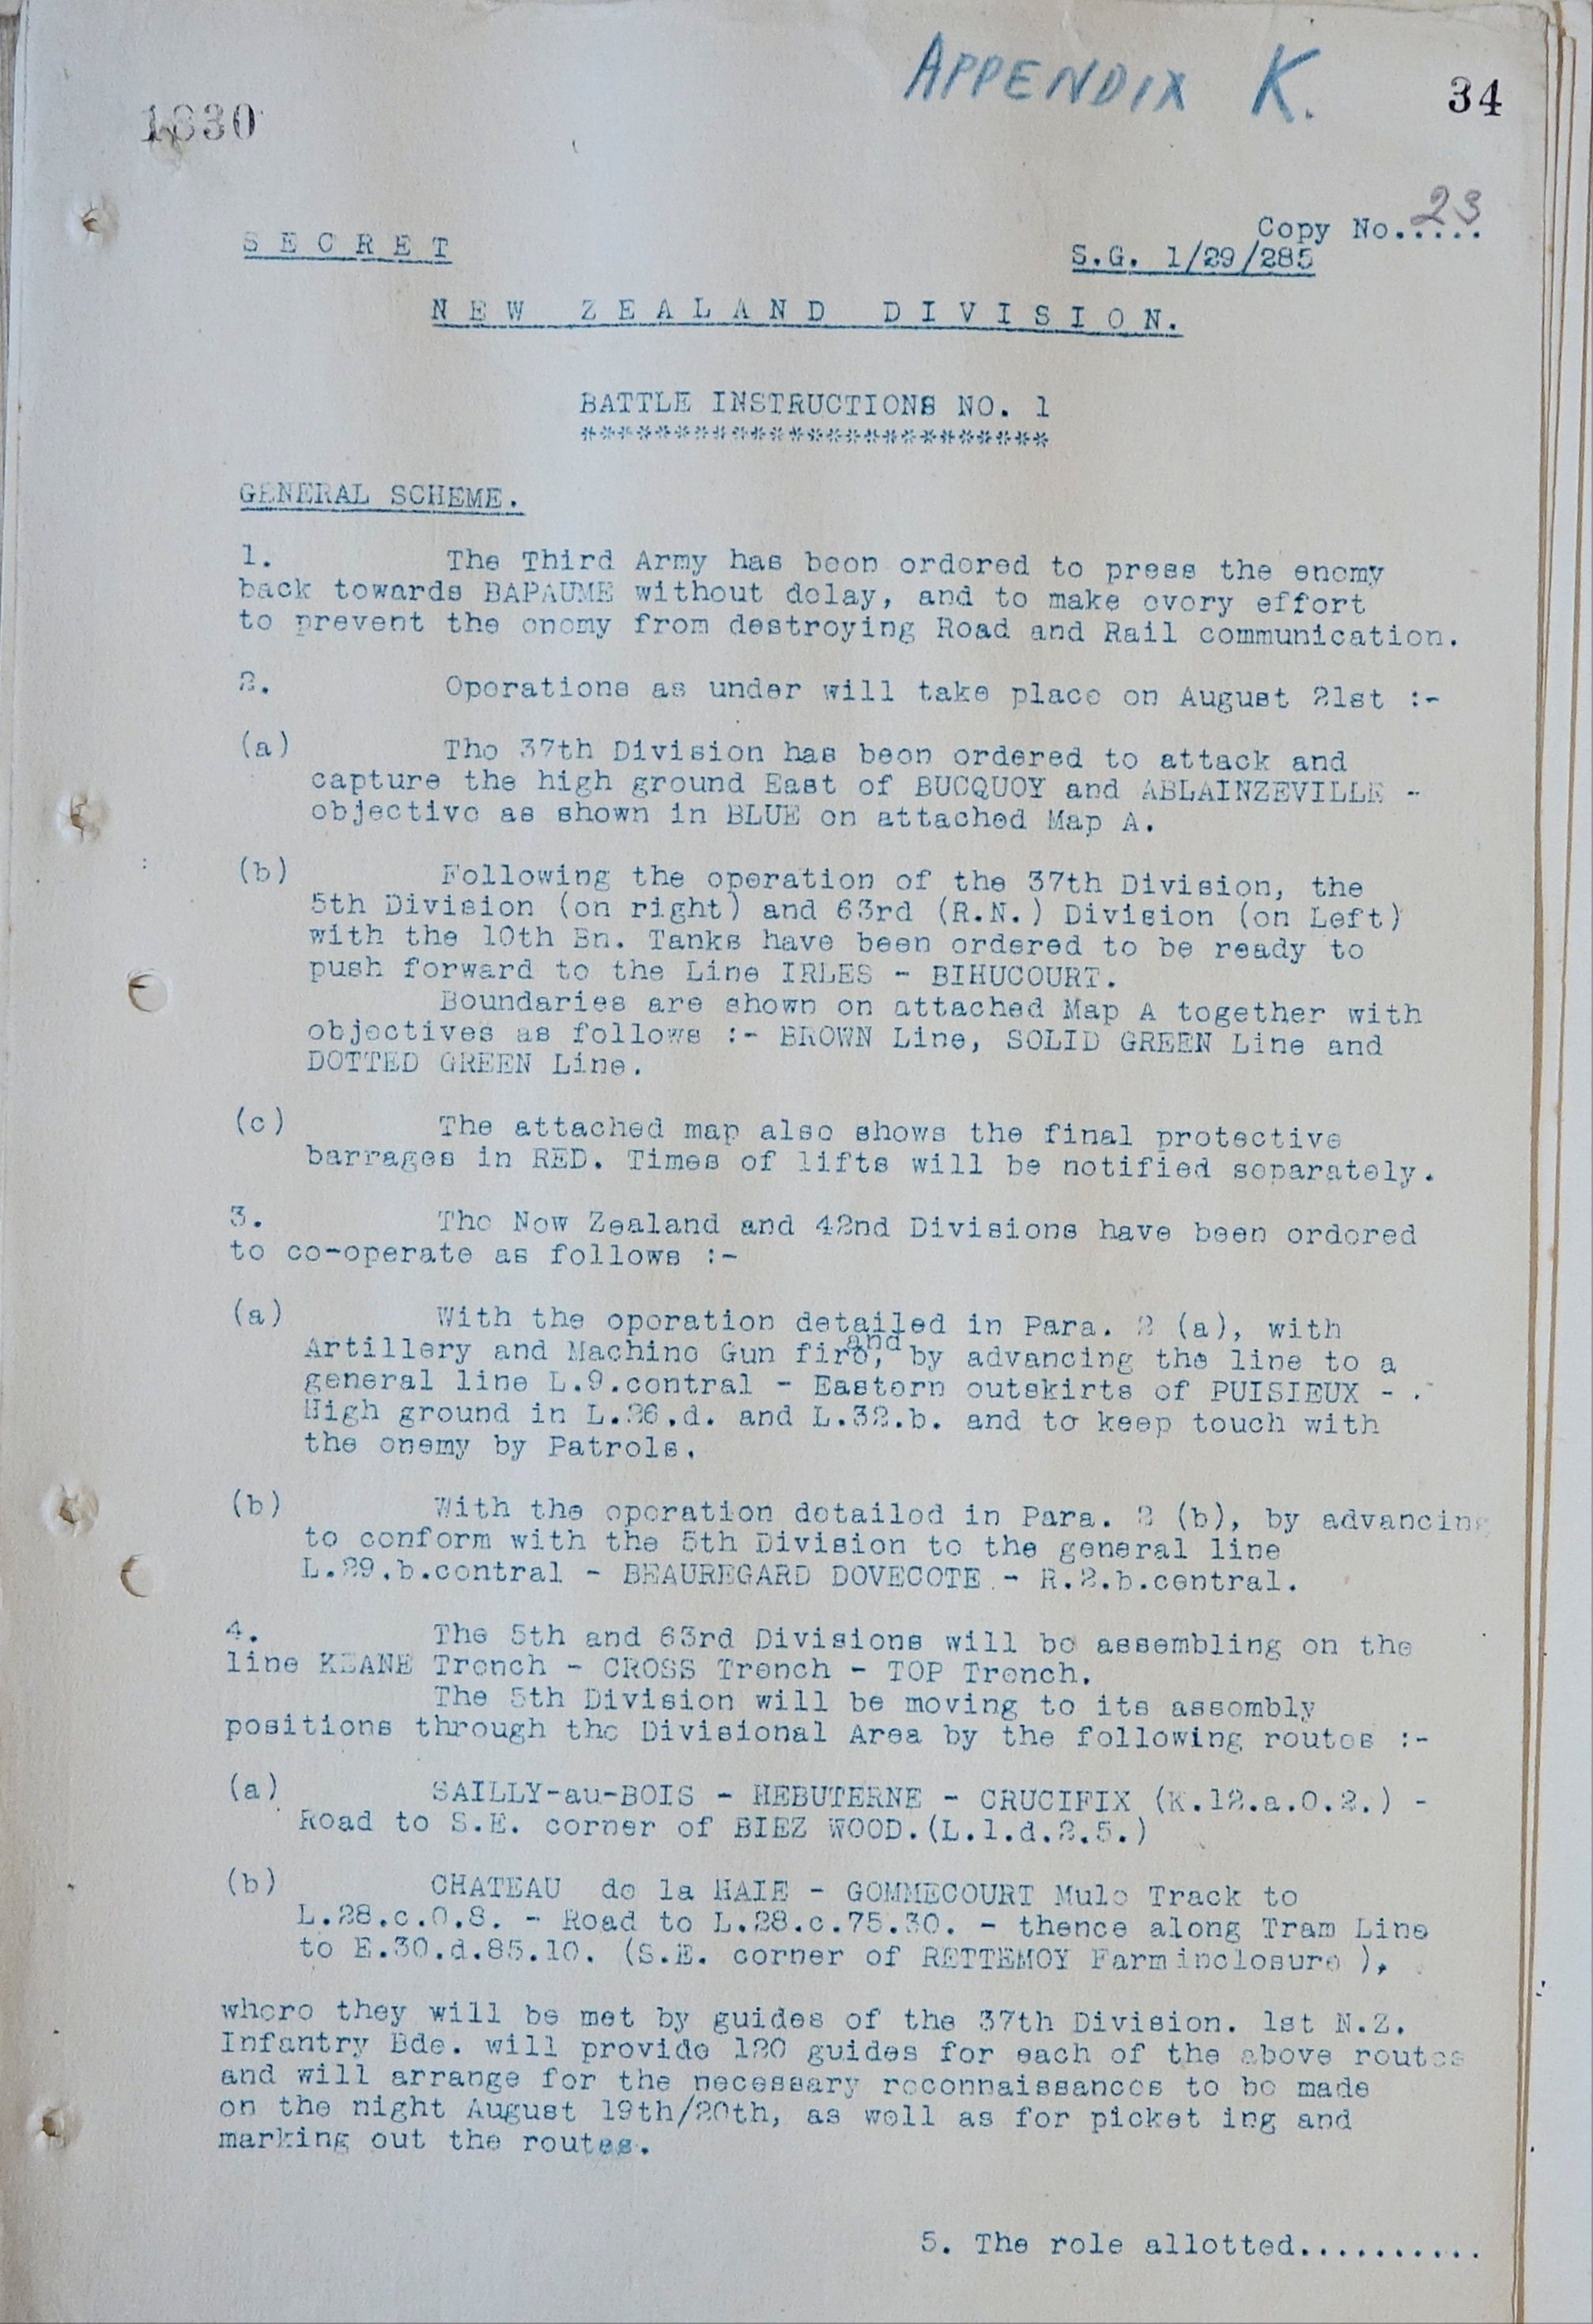 APPENDIX K.
34
1630
Copy No.....23
SECRET
S.G. 1/29/285
NEW ZEALAND DIVISION.
BATTLE INSTRUCTIONS NO. 1
**************************
GENERAL SCHEME.
1. The Third Army has been ordered to press the enemy
back towards BAPAUME without delay, and to make every effort
to prevent the enemy from destroying Road and Rail communication.
2. Operations as under will take place on August 21st :-
(a) The 37th Division has been ordered to attack and
capture the high ground East of BUCQUOY and ABLAINZEVILLE -
objective as shown in BLUE on attached Map A.
(b) Following the operation of the 37th Division, the
5th Division (on right) and 63rd (R.N.) Division (on Left)
with the 10th Bn. Tanks have been ordered to be ready to
push forward to the Line IRLES - BIHUCOURT.
Boundaries are shown on attached Map A together with
objectives as follows :- BROWN Line, SOLID GREEN Line and
DOTTED GREEN Line.
(c) The attached map also shows the final protective
barrages in RED. Times of lifts will be notified separately.
3. The New Zealand and 42nd Divisions have been ordered
to co-operate as follows :-
(a) With the operation detailed in Para. 2 (a), with
Artillery and Machine Gun fire, and by advancing the line to a
general line L.9.central - Eastern outskirts of PUISIEUX - .
High ground in L.26.d. and L.32.b. and to keep touch with
the enemy by Patrols.
(b) With the operation detailed in Para. 2 (b), by advancing
to conform with the 5th Division to the general line
L.29.b.central - BEAUREGARD DOVECOTE - R.2.b.central.
4. The 5th and 63rd Divisions will be assembling on the
line KEANE Trench - CROSS Trench - TOP Trench.
The 5th Division will be moving to its assembly
positions through the Divisional Area by the following routes :-
(a) SAILLY-au-BOIS - HEBUTERNE - CRUCIFIX (K.12.a.0.2.) -
Road to S.E. corner of BIEZ WOOD.(L.1.d.2.5.)
(b) CHATEAU de la HAIE - GOMMECOURT Mule Track to
L.28.c.0.8. - Road to L.28.c.75.30. - thence along Tram Line
to E.30.d.85.10. (S.E. corner of RETTEMOY Farm inclosure ),
where they will be met by guides of the 37th Division. 1st N.Z.
Infantry Bde. will provide 120 guides for each of the above routes
and will arrange for the necessary reconnaissances to be made
on the night August 19th/20th, as well as for picket ing and
marking out the routes.
5. The role allotted..........